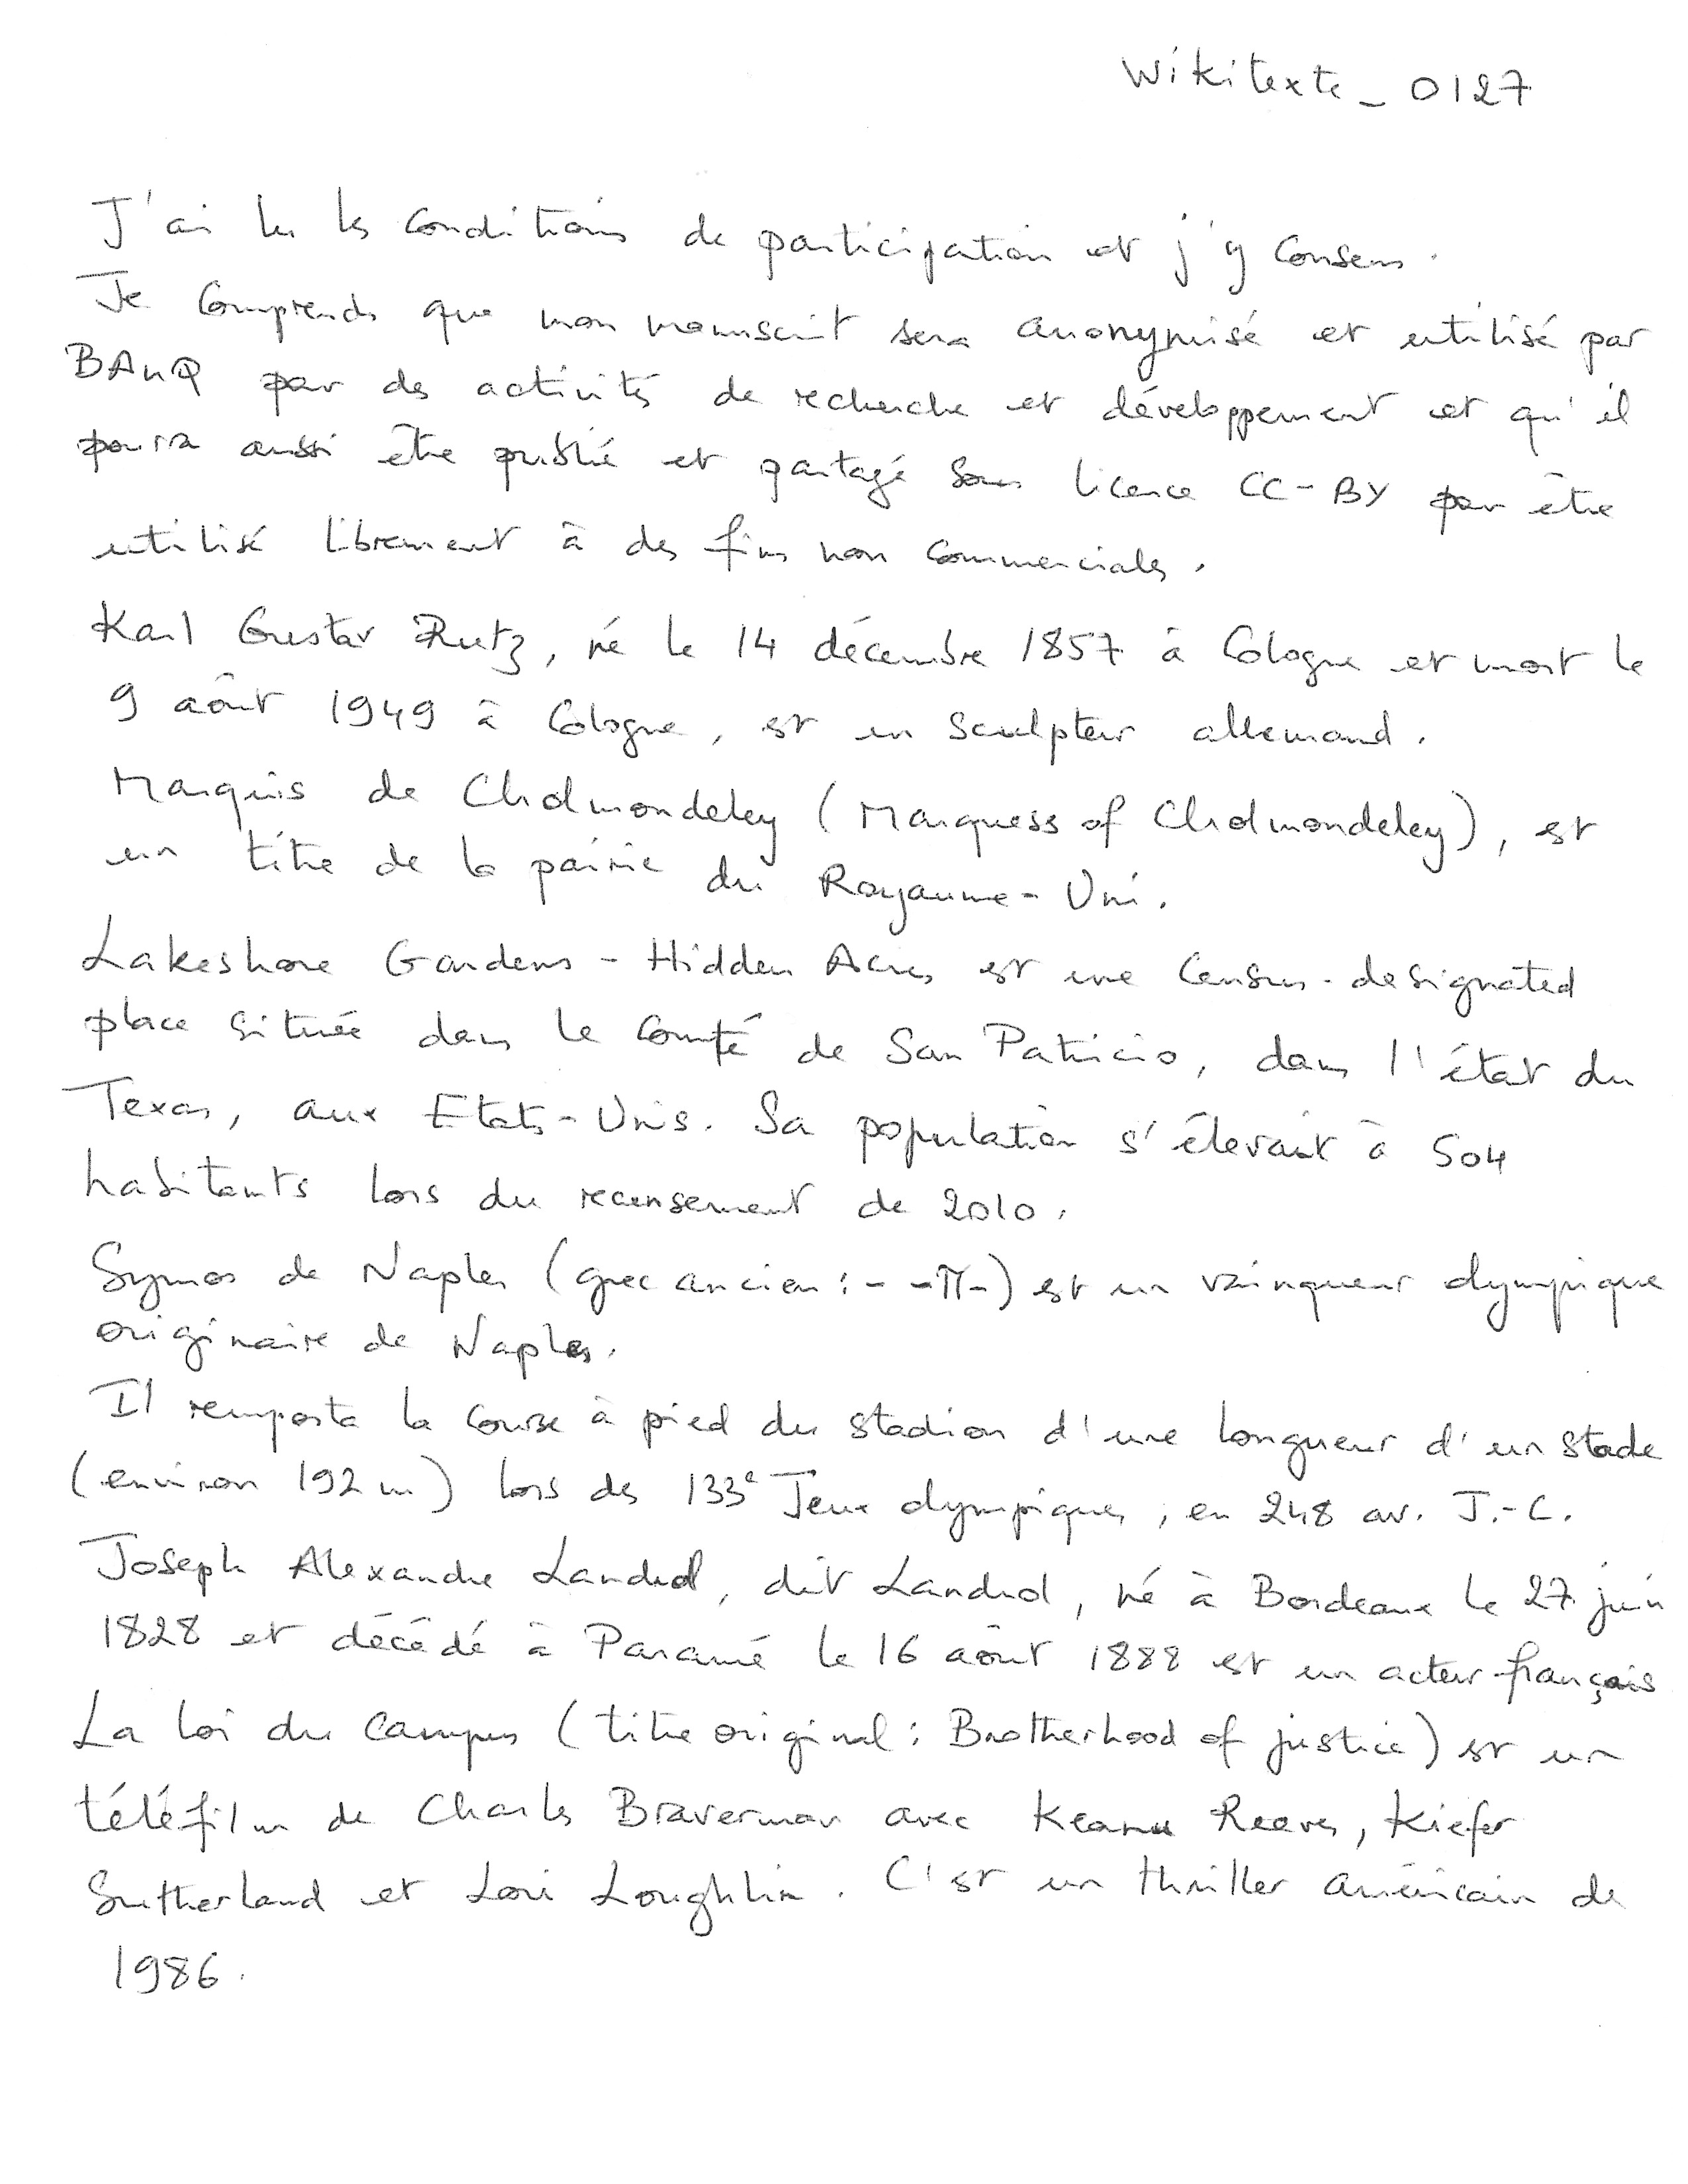 Wikitexte_0127
J'ai lu les conditions de participation et j'y consens.
Je comprends que mon manuscrit sera anonymisé et utilisé par
BAnQ pour des activités de recherche et développement et qu'il
pourra aussi être publié et partagé sous licence CC-BY pour être
utilisé librement à des fins non commerciales.
Karl Gustav Rutz, né le 14 décembre 1857 à Cologne et mort le
9 août 1949 à Cologne, est un sculpteur allemand.
Marquis de Cholmondeley (Marquess of Cholmondeley), est
un titre de la pairie du Royaume-Uni.
Lakeshore Gardens-Hidden Acres est une census-designated
place située dans le comté de San Patricio, dans l'état du
Texas, aux Etats-Unis. Sa population s'élevait à 504
habitants lors du recensement de 2010.
Symos de Naples (grec ancien : - -π-) est un vainqueur olympique
originaire de Naples.
Il remporta la course à pied du stadion d'une longueur d'un stade
(environ 192 m) lors des 133e Jeux olympiques, en 248 av. J.-C.
Joseph Alexandre Landrol, dit Landrol, né à Bordeaux le 27 juin
1828 et décédé à Paramé le 16 août 1888 est un acteur français
La loi du campus (titre original : Brotherhood of justice) est un
téléfilm de Charles Braverman avec Keanu Reeves, Kiefer
Sutherland et Lori Loughlin. C'est un thriller américain de
1986.